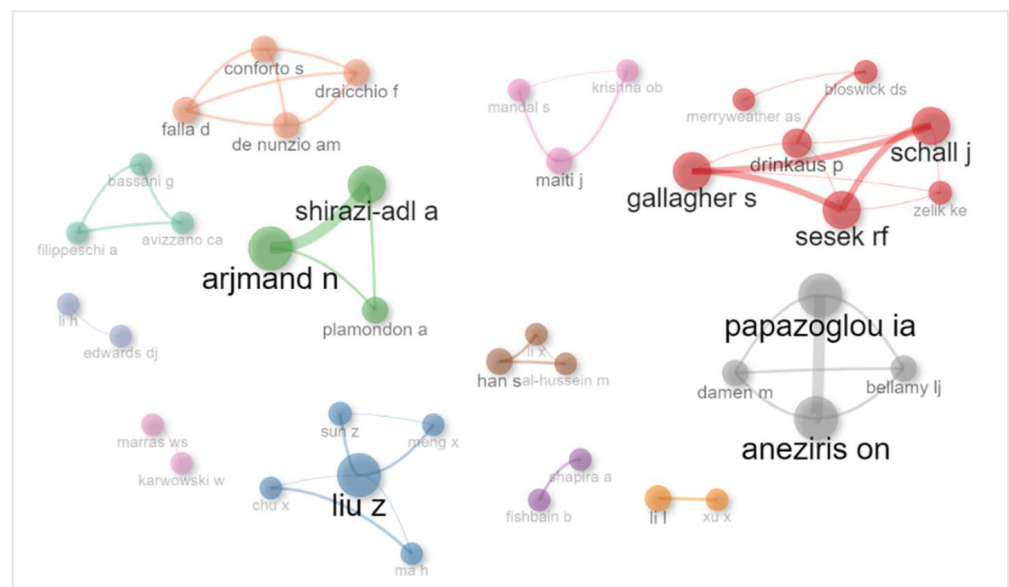 conforto s
draicchio f
falla d
de nunzio am
mandal s
krishna ob
maiti j
bloswick ds
merryweather as
drinkaus p
schall j
gallagher s
zelik ke
sesek rf
bassani g
filippeschi a
avizzano ca
shirazi-adl a
arjmand n
plamondon a
li h
edwards dj
li x
han s
al-hussein m
papazoglou ia
damen m
bellamy lj
aneziris on
marras ws
karwowski w
sun z
meng x
chu x
liu z
ma h
shapira a
fishbain b
li l
xu x